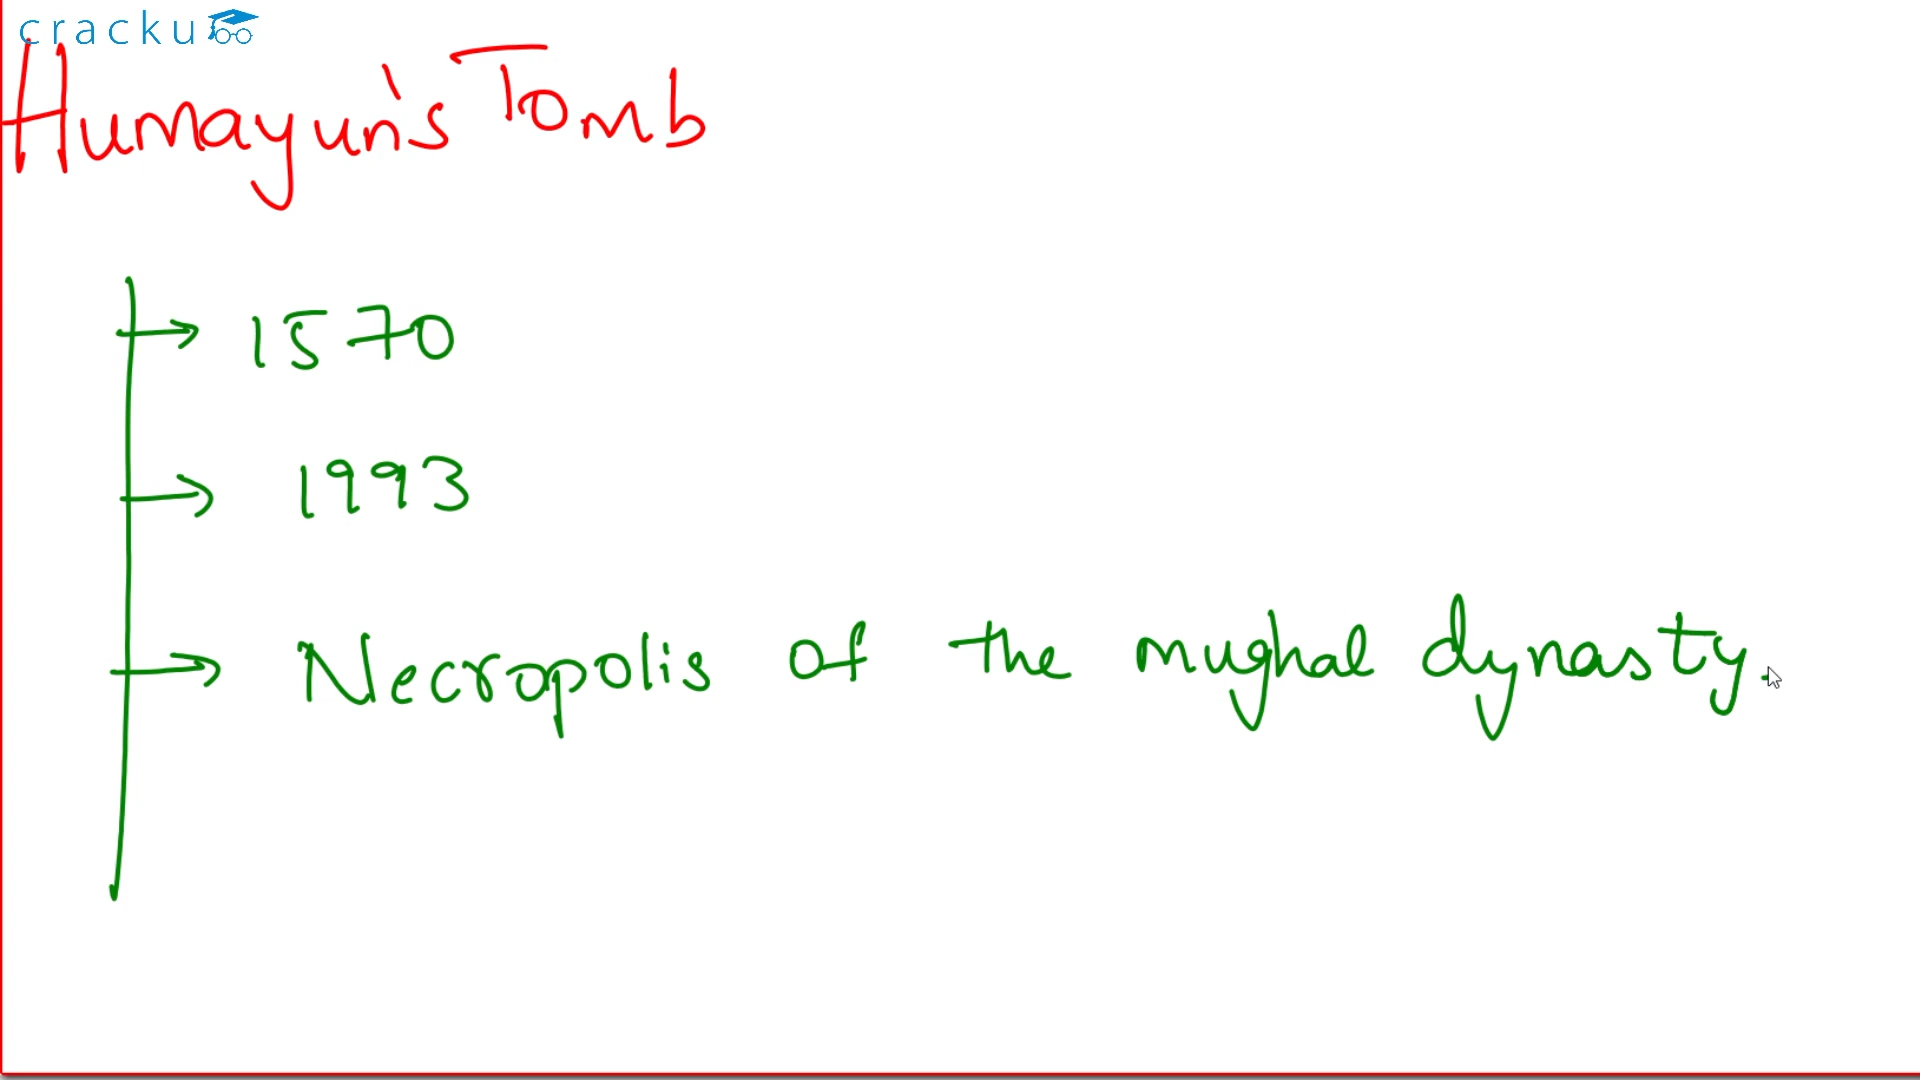 cracku
Humayun's Tomb
→ 1570
→ 1993
→ Necropolis of the mughal dynasty.